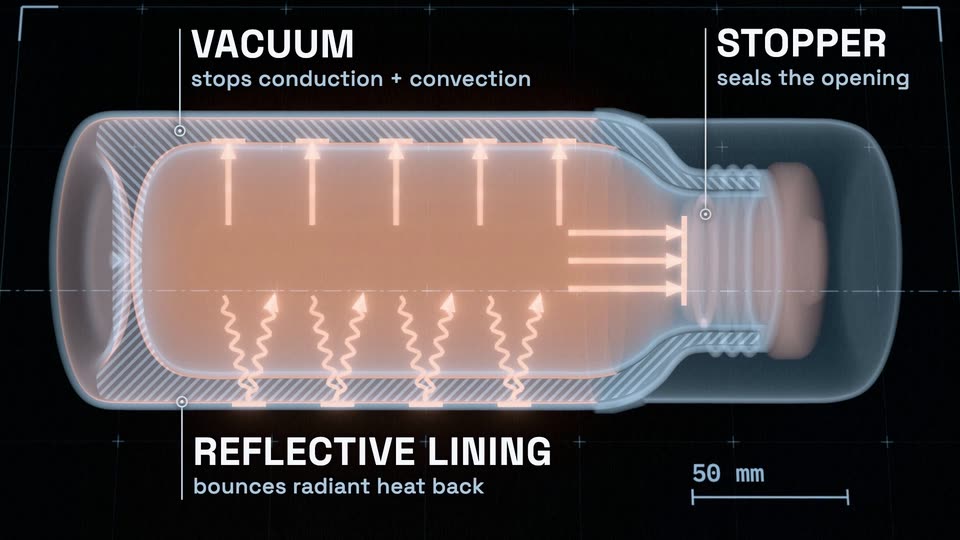 VACUUM
stops conduction + convection
STOPPER
seals the opening
REFLECTIVE LINING
bounces radiant heat back
50 mm